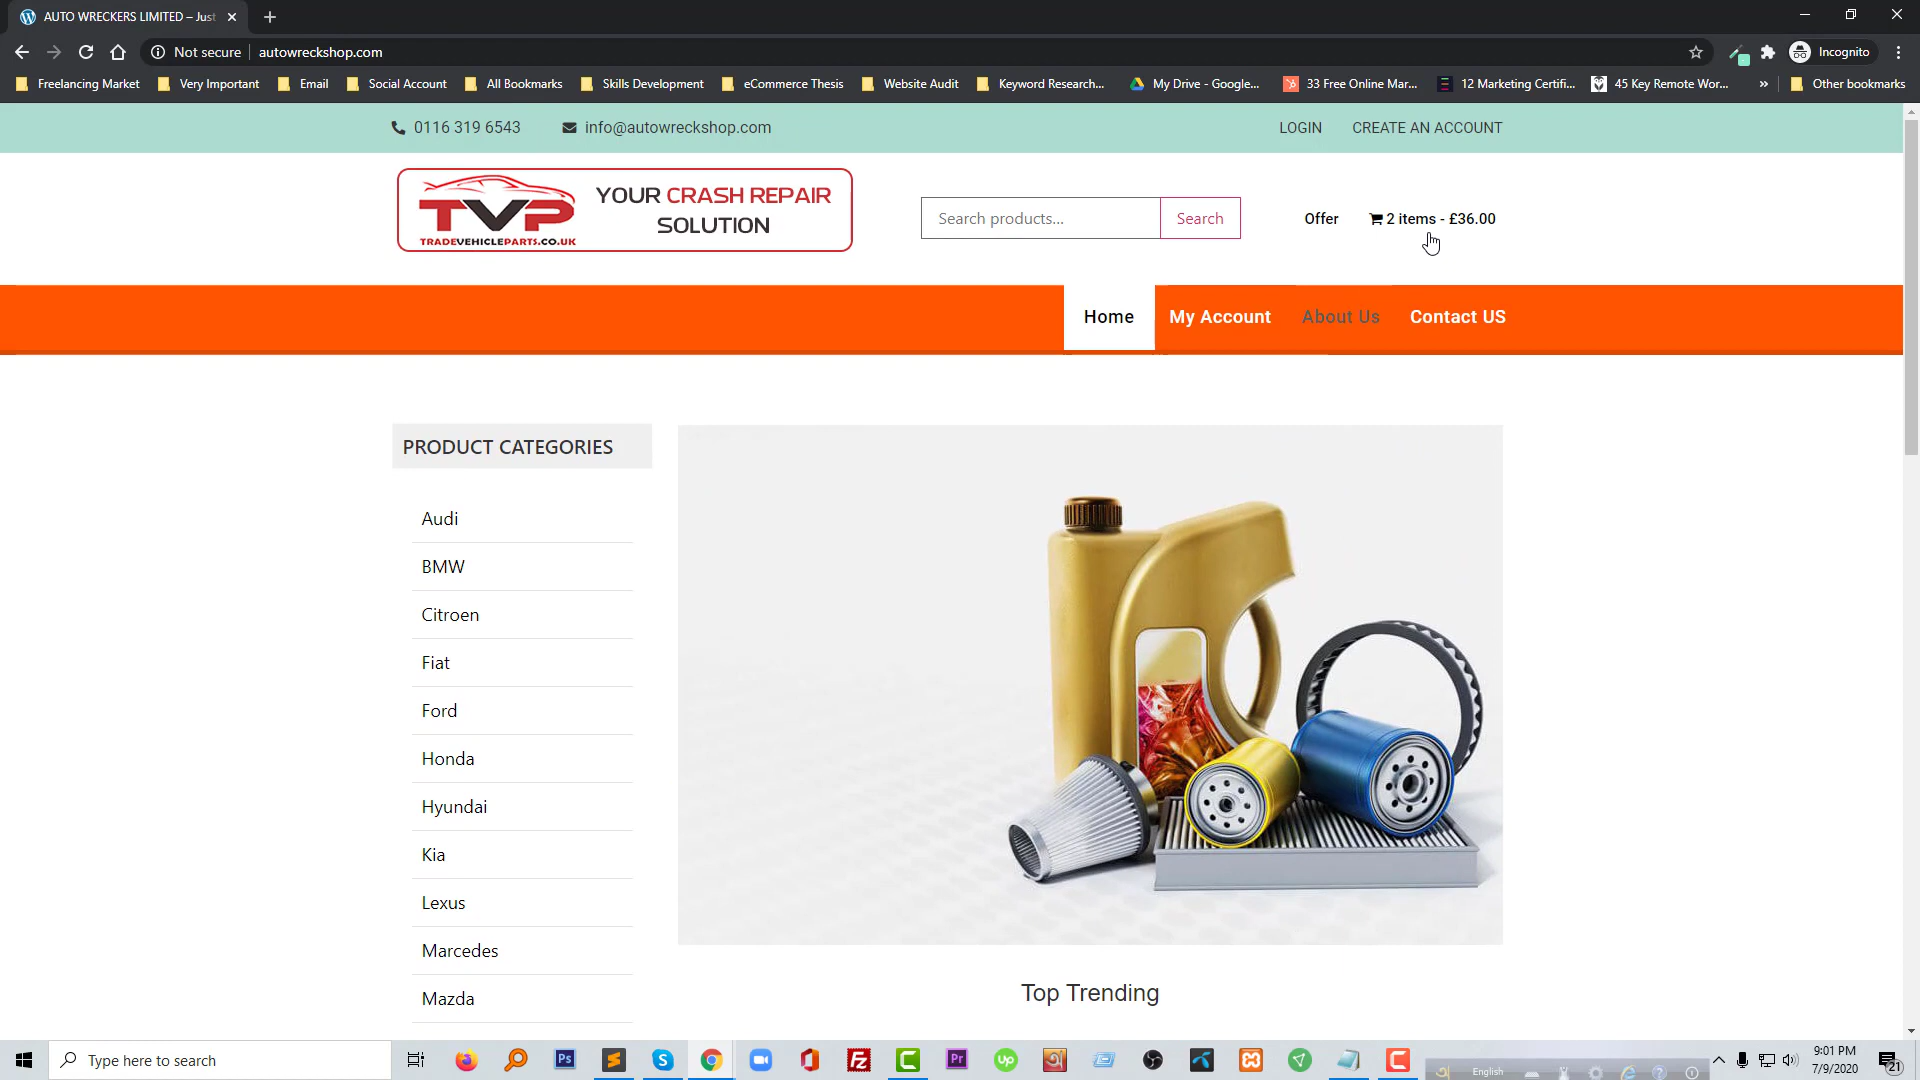 AUTO WRECKERS LIMITED – Just
Not secure
autowreckshop.com
Incognito
Freelancing Market
Very Important
Email
Social Account
All Bookmarks
Skills Development
eCommerce Thesis
Website Audit
Keyword Research...
My Drive - Google...
33 Free Online Mar...
12 Marketing Certifi...
45 Key Remote Wor...
»
Other bookmarks
0116 319 6543
info@autowreckshop.com
LOGIN
CREATE AN ACCOUNT
TVP
TRADEVEHICLEPARTS.CO.UK
YOUR CRASH REPAIR
SOLUTION
Search products...
Search
Offer
2 items - £36.00
Home
My Account
About Us
Contact US
PRODUCT CATEGORIES
Audi
BMW
Citroen
Fiat
Ford
Honda
Hyundai
Kia
Lexus
Marcedes
Mazda
Top Trending
Type here to search
Ps
Pr
Up
English
9:01 PM
7/9/2020
21